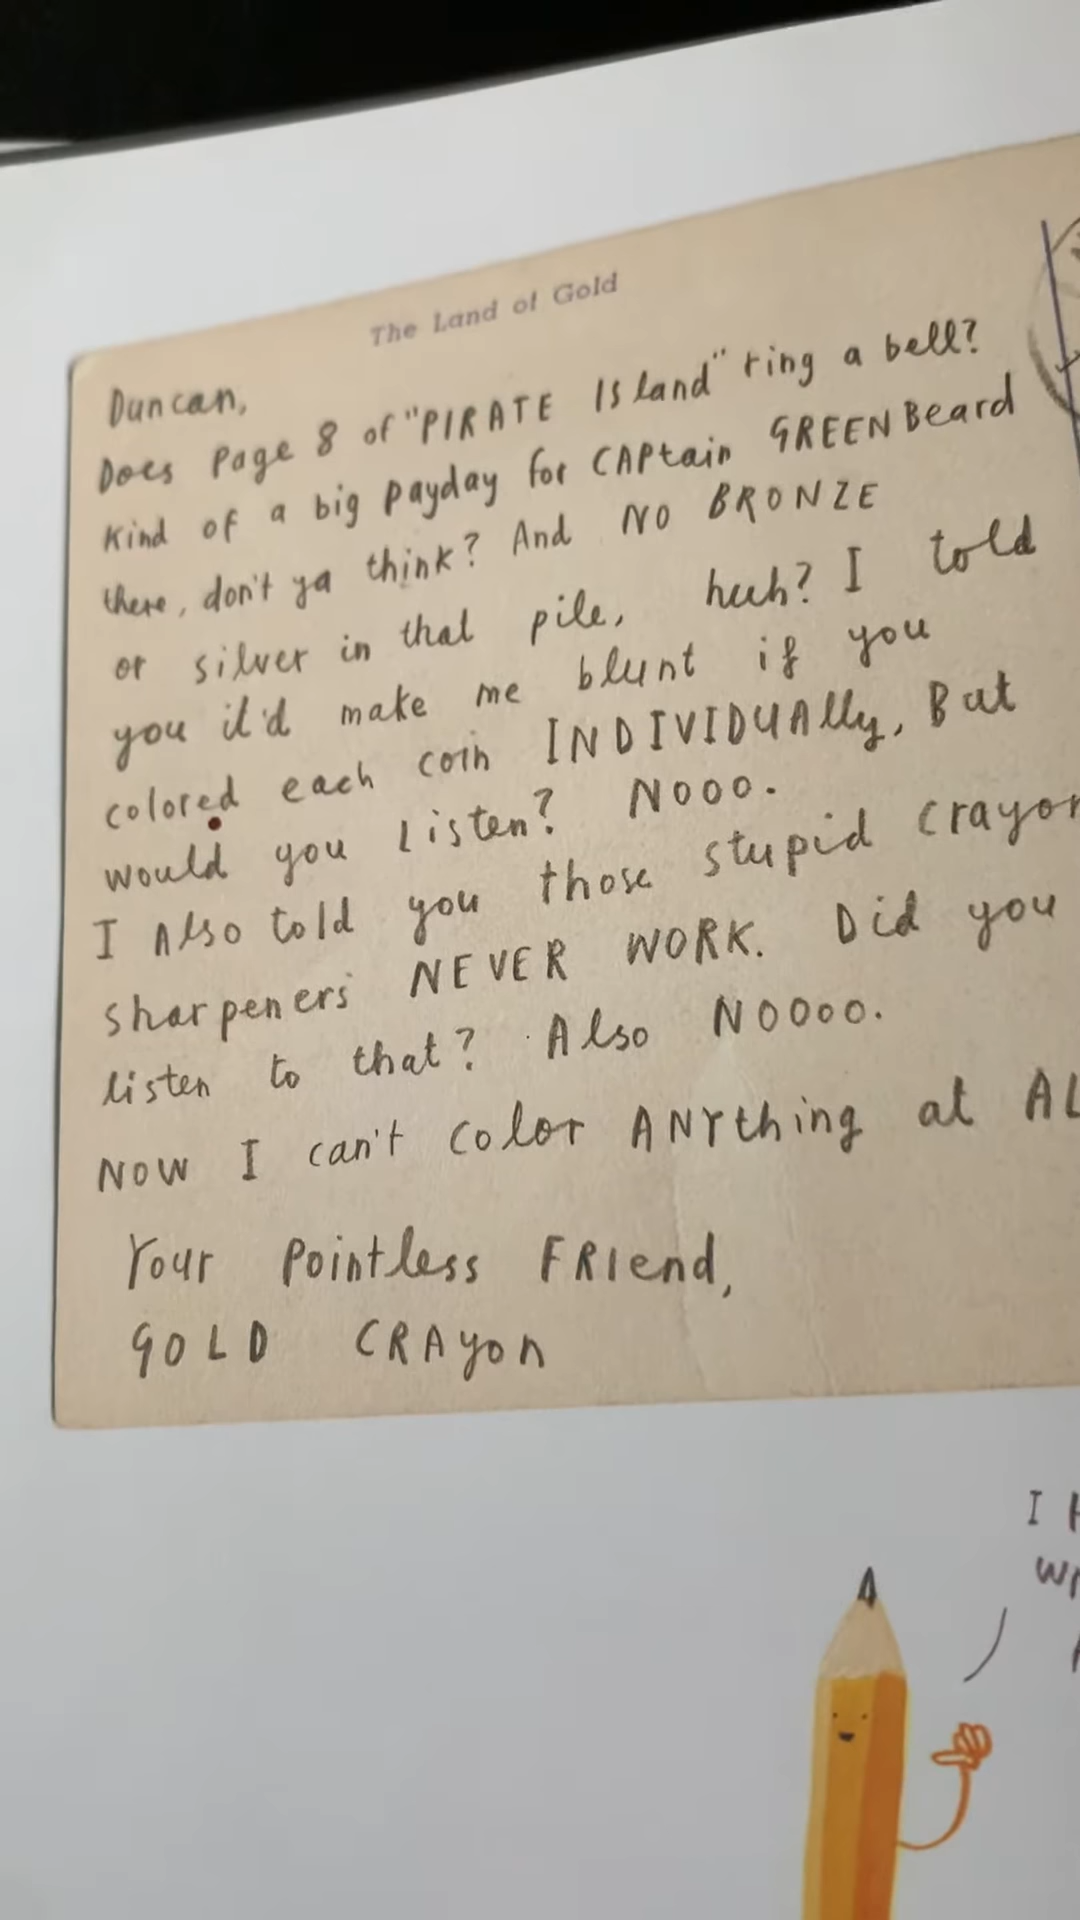 The Land of Gold
Duncan,
Does Page 8 of "PIRATE Island" ring a bell?
Kind of a big payday for CAPtain GREENBeard
there, don't ya think? And NO BRONZE
or silver in that pile, huh? I told
you it'd make me blunt if you
colored each coin INDIVIDUAlly, But
would you Listen? NOOO.
I Also told you those stupid crayon
sharpeners NEVER WORK. Did you
listen to that? Also NOOOO.
NOW I can't color ANYthing at AL
Your Pointless FRIend,
GOLD CRAyon
I